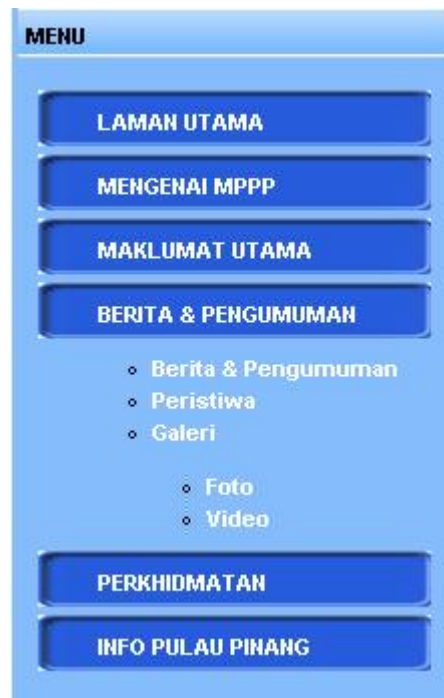 MENU
LAMAN UTAMA
MENGENAI MPPP
MAKLUMAT UTAMA
BERITA & PENGUMUMAN
Berita & Pengumuman
Peristiwa
Galeri
Foto
Video
PERKHIDMATAN
INFO PULAU PINANG